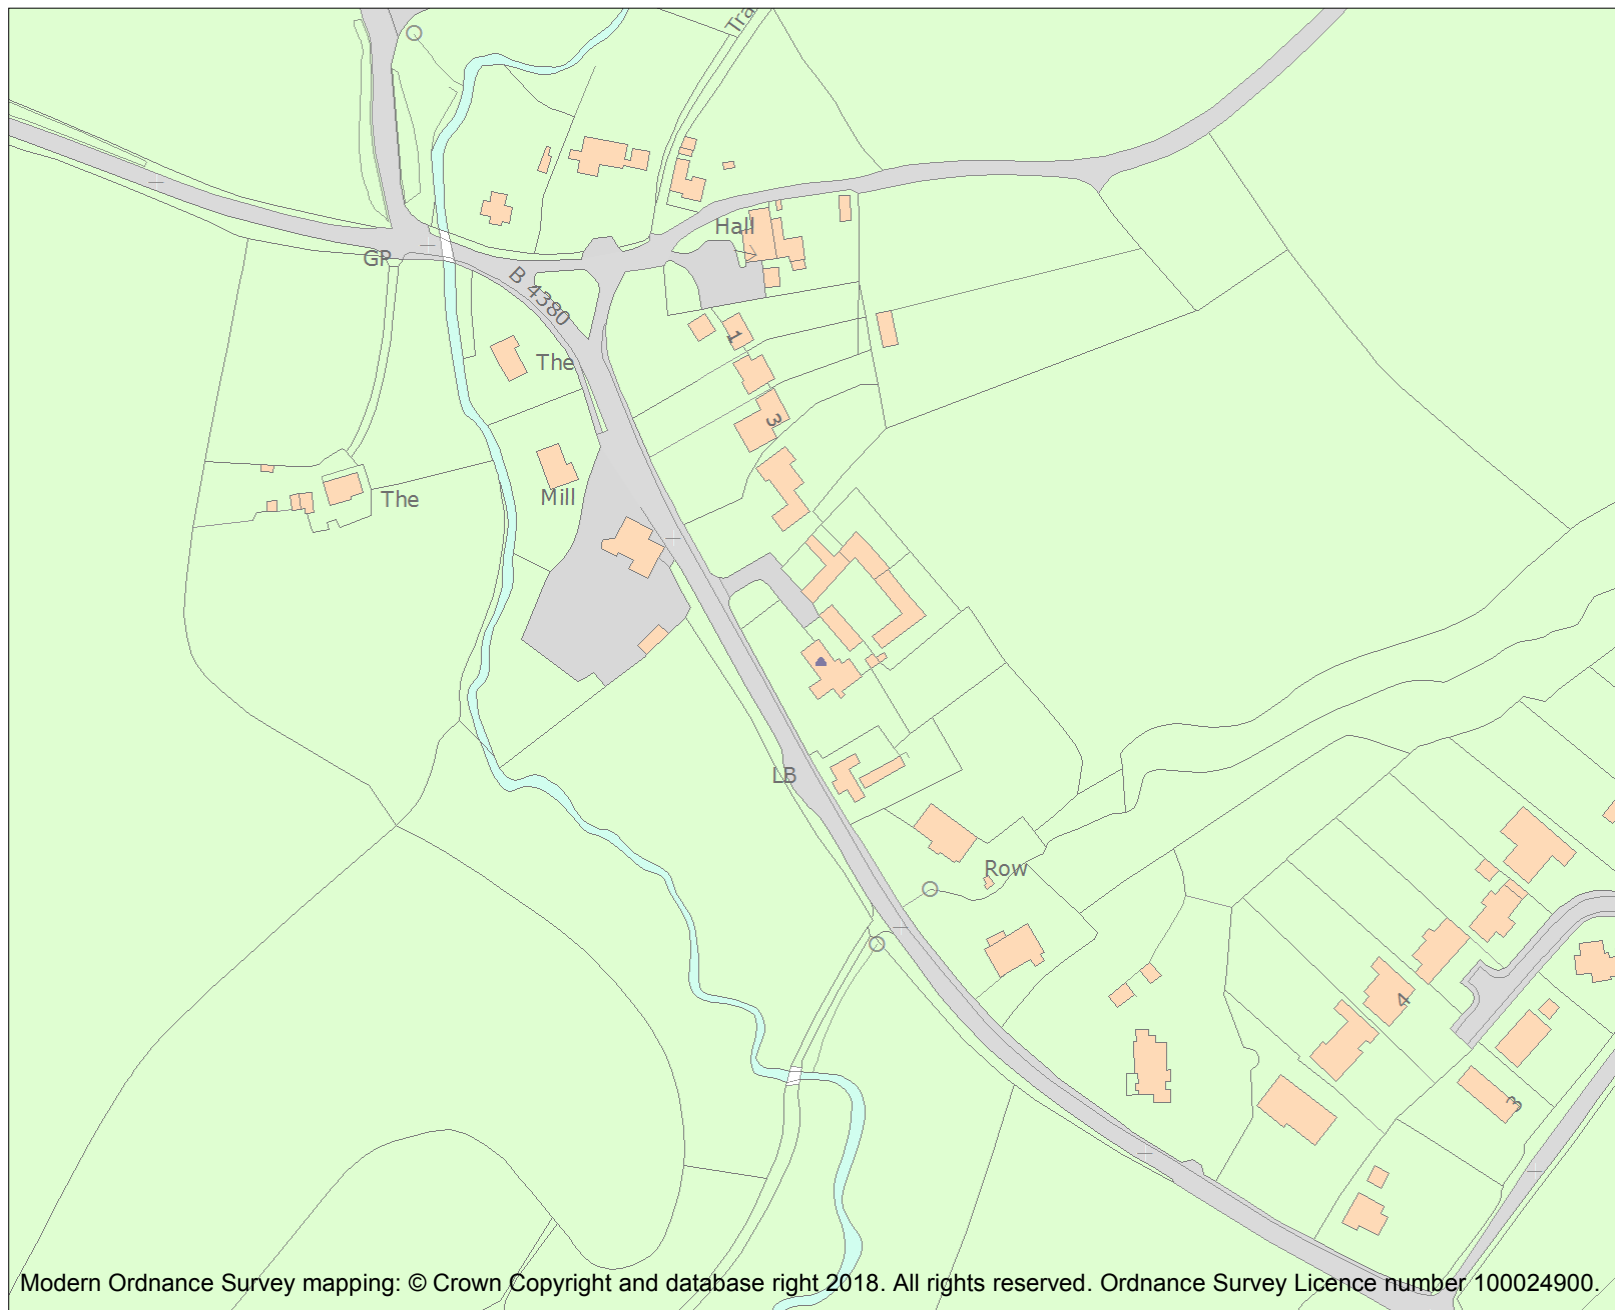 Tra
Hall
GP
B 4380
1
The
3
The
Mill
LB
Row
4
3
Modern Ordnance Survey mapping: © Crown Copyright and database right 2018. All rights reserved. Ordnance Survey Licence number 100024900.